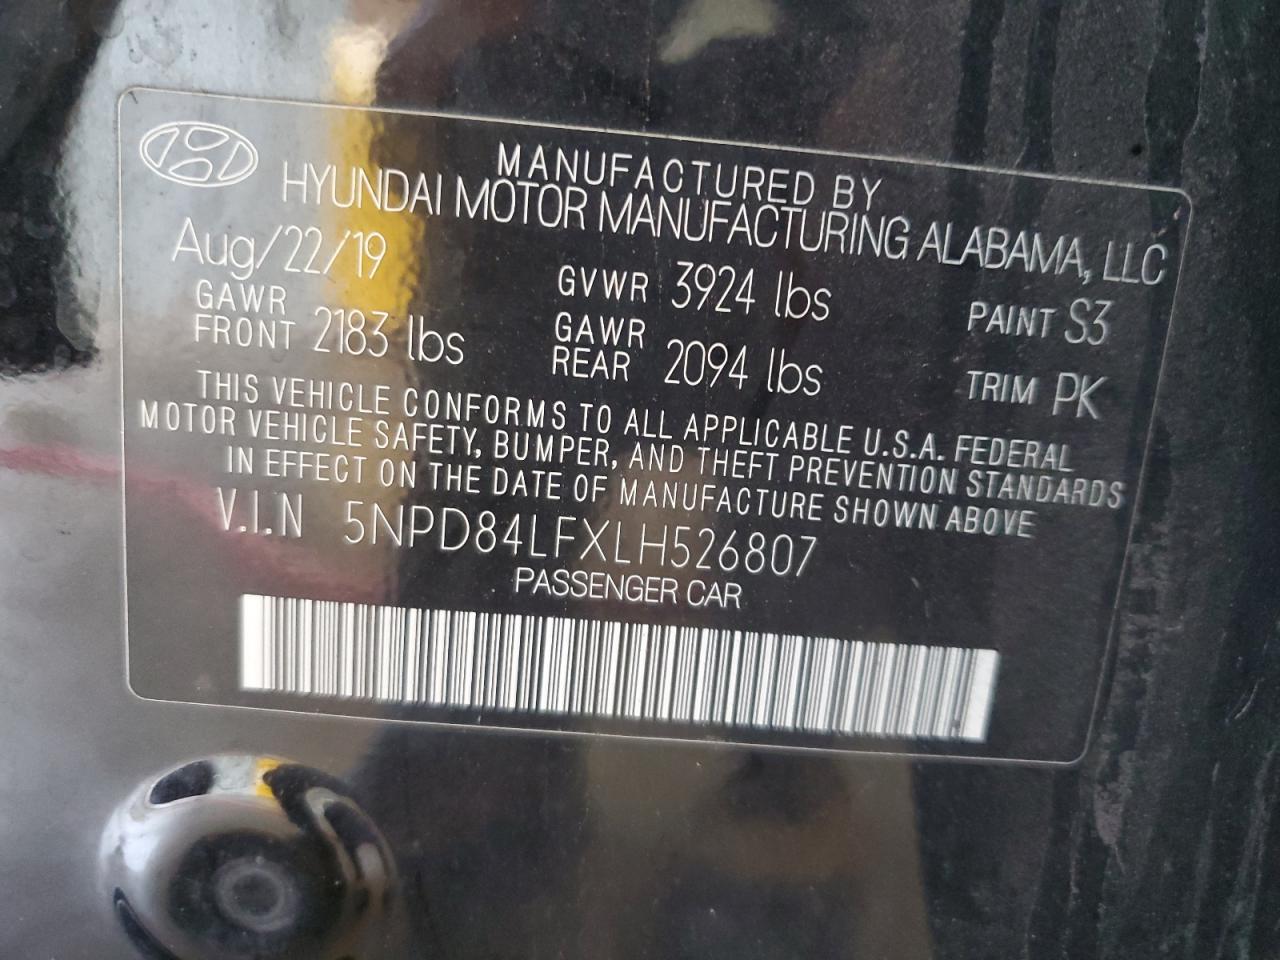 MANUFACTURED BY
HYUNDAI MOTOR MANUFACTURING ALABAMA, LLC
Aug/22/19 GVWR 3924 lbs PAINT S3
GAWR FRONT 2183 lbs GAWR REAR 2094 lbs TRIM PK
THIS VEHICLE CONFORMS TO ALL APPLICABLE U.S.A. FEDERAL
MOTOR VEHICLE SAFETY, BUMPER, AND THEFT PREVENTION STANDARDS
IN EFFECT ON THE DATE OF MANUFACTURE SHOWN ABOVE
V.I.N 5NPD84LFXLH526807
PASSENGER CAR